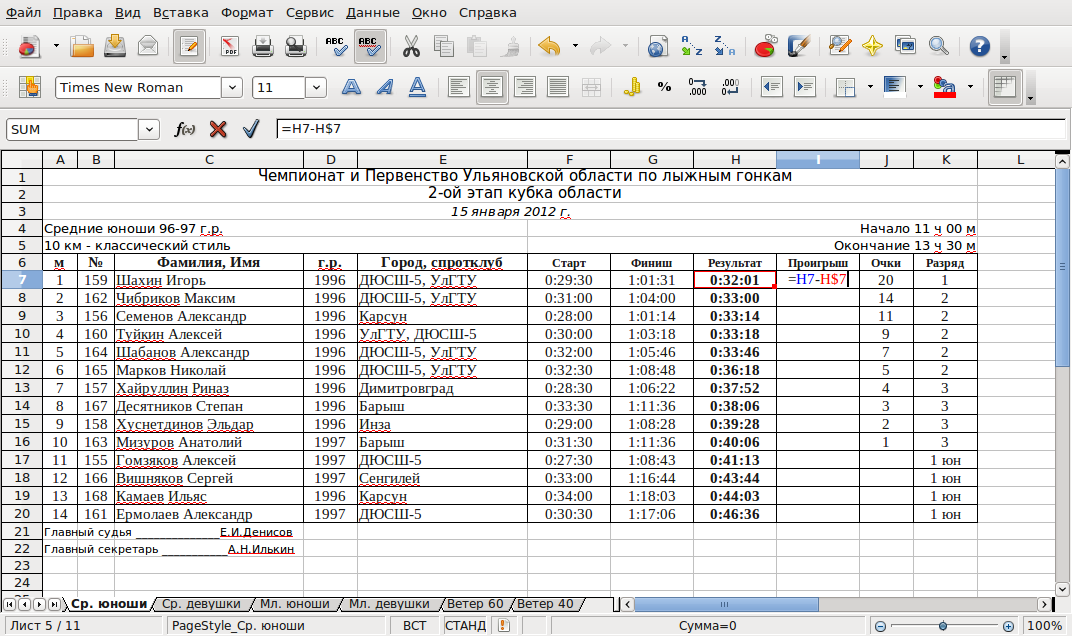 Файл Правка Вид Вставка Формат Сервис Данные Окно Справка
Times New Roman 11
SUM =H7-H$7
A B C D E F G H I J K L
1 Чемпионат и Первенство Ульяновской области по лыжным гонкам
2 2-ой этап кубка области
3 15 января 2012 г.
4 Средние юноши 96-97 г.р. Начало 11 ч 00 м
5 10 км - классический стиль Окончание 13 ч 30 м
6 м № Фамилия, Имя г.р. Город, спротклуб Старт Финиш Результат Проигрыш Очки Разряд
7 1 159 Шахин Игорь 1996 ДЮСШ-5, УлГТУ 0:29:30 1:01:31 0:32:01 =H7-H$7 20 1
8 2 162 Чибриков Максим 1996 ДЮСШ-5, УлГТУ 0:31:00 1:04:00 0:33:00 14 2
9 3 156 Семенов Александр 1996 Карсун 0:28:00 1:01:14 0:33:14 11 2
10 4 160 Туйкин Алексей 1996 УлГТУ, ДЮСШ-5 0:30:00 1:03:18 0:33:18 9 2
11 5 164 Шабанов Александр 1996 ДЮСШ-5, УлГТУ 0:32:00 1:05:46 0:33:46 7 2
12 6 165 Марков Николай 1996 ДЮСШ-5, УлГТУ 0:32:30 1:08:48 0:36:18 5 2
13 7 157 Хайруллин Риназ 1996 Димитровград 0:28:30 1:06:22 0:37:52 4 3
14 8 167 Десятников Степан 1996 Барыш 0:33:30 1:11:36 0:38:06 3 3
15 9 158 Хуснетдинов Эльдар 1996 Инза 0:29:00 1:08:28 0:39:28 2 3
16 10 163 Мизуров Анатолий 1997 Барыш 0:31:30 1:11:36 0:40:06 1 3
17 11 155 Гомзяков Алексей 1997 ДЮСШ-5 0:27:30 1:08:43 0:41:13 1 юн
18 12 166 Вишняков Сергей 1997 Сенгилей 0:33:00 1:16:44 0:43:44 1 юн
19 13 168 Камаев Ильяс 1996 Карсун 0:34:00 1:18:03 0:44:03 1 юн
20 14 161 Ермолаев Александр 1997 ДЮСШ-5 0:30:30 1:17:06 0:46:36 1 юн
21 Главный судья ______________Е.И.Денисов
22 Главный секретарь ___________А.Н.Илькин
23
24
Ср. юноши Ср. девушки Мл. юноши Мл. девушки Ветер 60 Ветер 40
Лист 5 / 11 PageStyle_Ср. юноши ВСТ СТАНД Сумма=0 100%